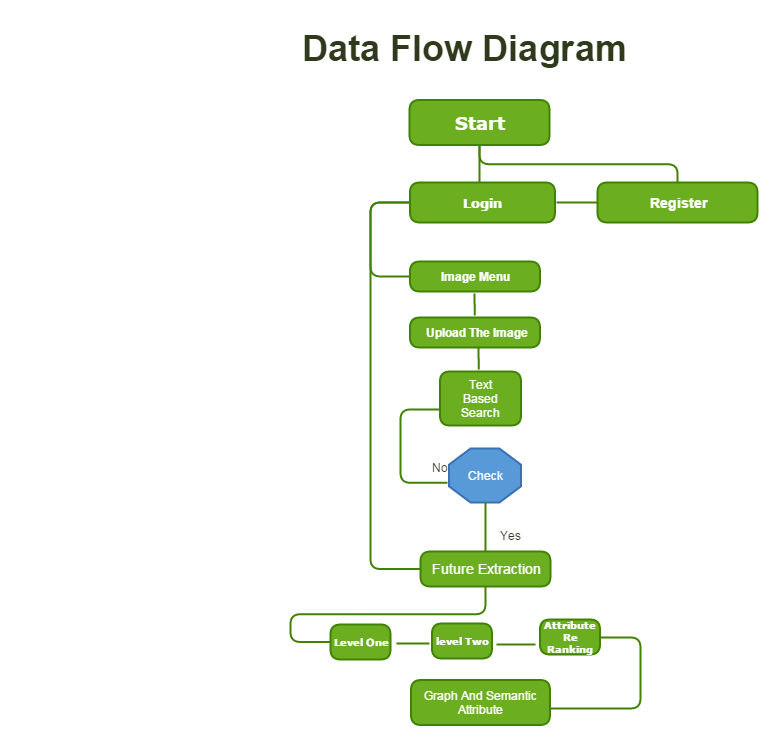 Data Flow Diagram
Start
Login
Register
Image Menu
Upload The Image
Text
Based
Search
No
Check
Yes
Future Extraction
Level One
level Two
Attribute
Re
Ranking
Graph And Semantic
Attribute